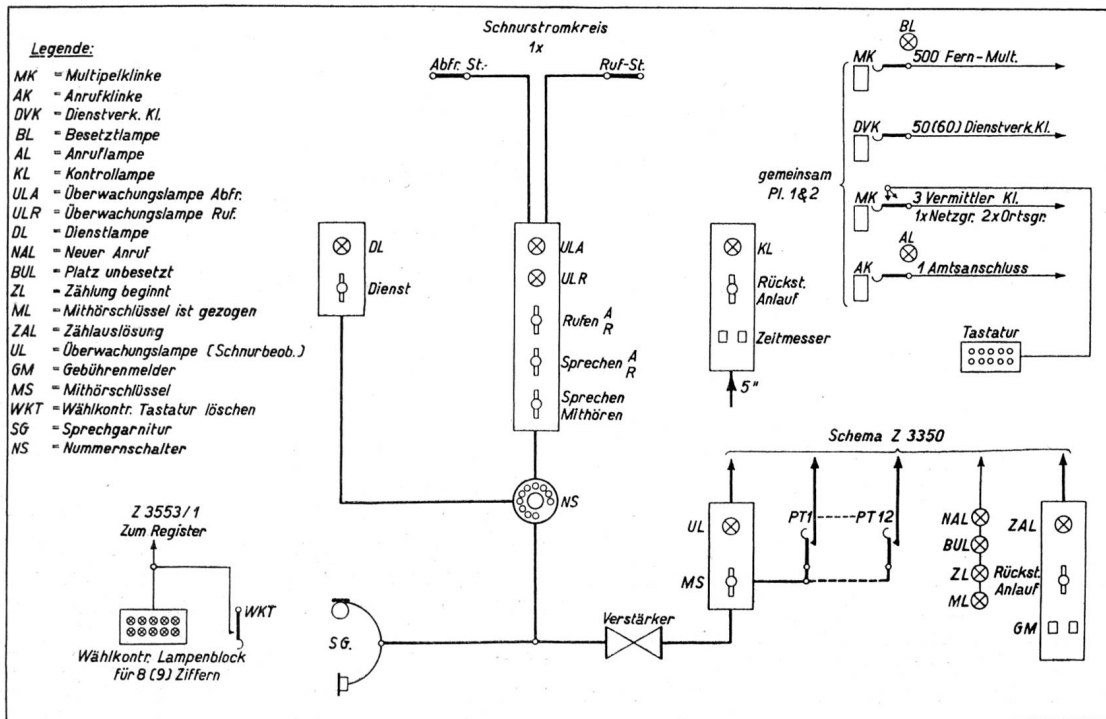 Legende:
MK = Multipelklinke
AK = Anrufklinke
DVK = Dienstverk. Kl.
BL = Besetztlampe
AL = Anruflampe
KL = Kontrollampe
ULA = Überwachungslampe Abfr.
ULR = Überwachungslampe Ruf.
DL = Dienstlampe
NAL = Neuer Anruf
BUL = Platz unbesetzt
ZL = Zählung beginnt
ML = Mithörschlüssel ist gezogen
ZAL = Zählauslösung
UL = Überwachungslampe (Schnurbeob.)
GM = Gebührenmelder
MS = Mithörschlüssel
WKT = Wählkontr. Tastatur löschen
SG = Sprechgarnitur
NS = Nummernschalter
Schnurstromkreis
1x
Abfr. St.-
Ruf-St.
DL
Dienst
ULA
ULR
Rufen A
R
Sprechen A
R
Sprechen
Mithören
NS
KL
Rückst.
Anlauf
Zeitmesser
5"
gemeinsam
Pl. 1&2
BL
MK
500 Fern-Mult.
DVK
50(60) Dienstverk.Kl.
MK
3 Vermittler Kl.
1xNetzgr. 2xOrtsgr.
AL
AK
1 Amtsanschluss
Tastatur
Schema Z 3350
UL
MS
PT1
PT12
NAL
BUL
ZL
ML
ZAL
Rückst.
Anlauf
GM
Verstärker
SG.
Z 3553/1
Zum Register
WKT
Wählkontr. Lampenblock
für 8 (9) Ziffern